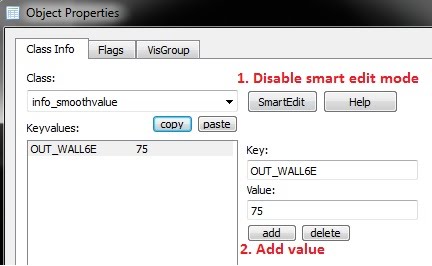 Object Properties
Class Info Flags VisGroup
Class:
1. Disable smart edit mode
info_smoothvalue SmartEdit Help
Keyvalues: copy paste
OUT_WALL6E 75
Key:
OUT_WALL6E
Value:
75
add delete
2. Add value